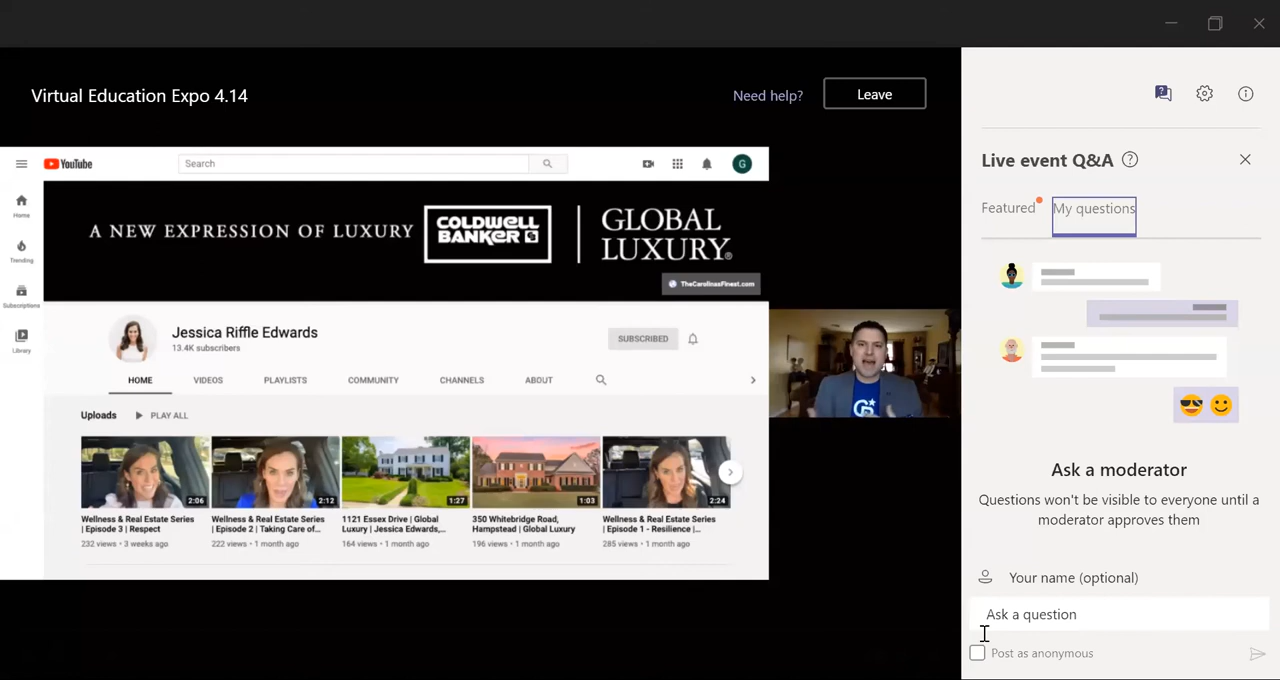 Virtual Education Expo 4.14
Need help?
Leave
YouTube
Search
G
Home
Trending
Subscriptions
Library
A NEW EXPRESSION OF LUXURY
COLDWELL
BANKER
GLOBAL
LUXURY®
TheCarolinasFinest.com
Jessica Riffle Edwards
13.4K subscribers
SUBSCRIBED
HOME
VIDEOS
PLAYLISTS
COMMUNITY
CHANNELS
ABOUT
Uploads
PLAY ALL
2:06
2:12
1:27
1:03
2:24
Wellness & Real Estate Series
| Episode 3 | Respect
232 views • 3 weeks ago
Wellness & Real Estate Series
| Episode 2 | Taking Care of...
222 views • 1 month ago
1121 Essex Drive | Global
Luxury | Jessica Edwards,...
164 views • 1 month ago
350 Whitebridge Road,
Hampstead | Global Luxury
196 views • 1 month ago
Wellness & Real Estate Series
| Episode 1 - Resilience |...
285 views • 1 month ago
Live event Q&A
Featured
My questions
Ask a moderator
Questions won't be visible to everyone until a
moderator approves them
Your name (optional)
Ask a question
Post as anonymous